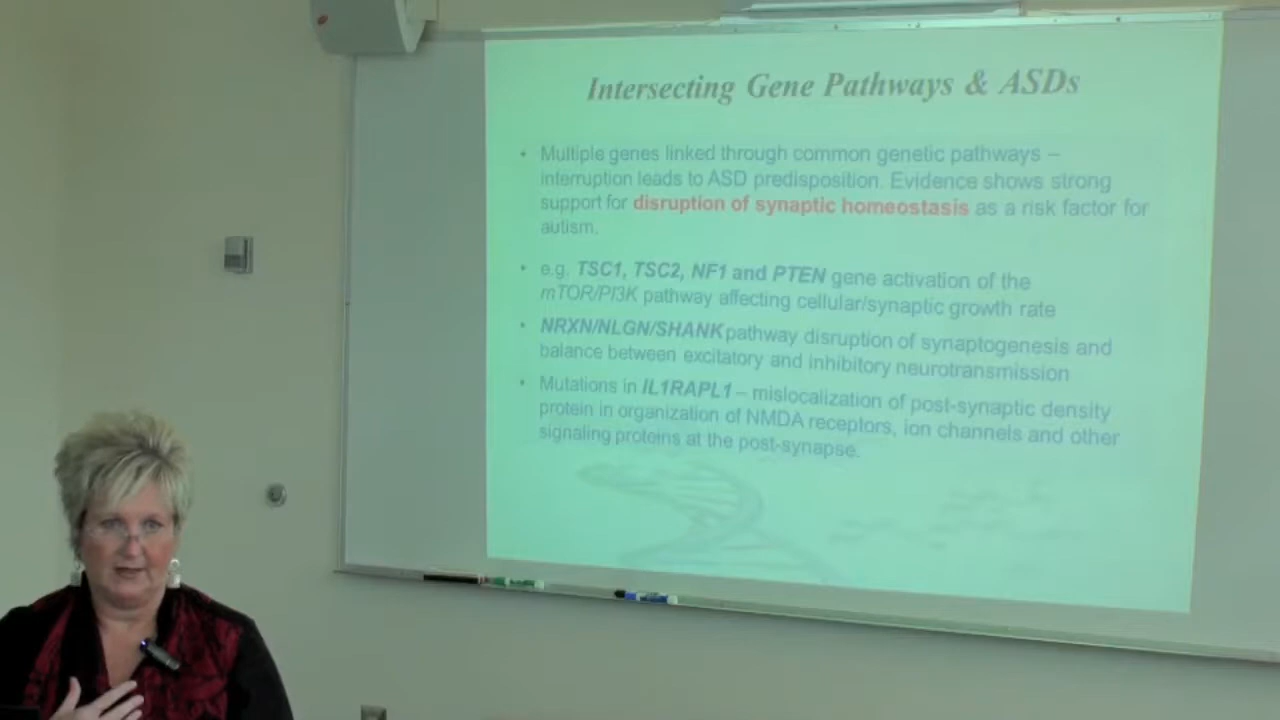 Intersecting Gene Pathways & ASDs
• Multiple genes linked through common genetic pathways –
interruption leads to ASD predisposition. Evidence shows strong
support for disruption of synaptic homeostasis as a risk factor for
autism.
• e.g. TSC1, TSC2, NF1 and PTEN gene activation of the
mTOR/PI3K pathway affecting cellular/synaptic growth rate
• NRXN/NLGN/SHANK pathway disruption of synaptogenesis and
balance between excitatory and inhibitory neurotransmission
• Mutations in IL1RAPL1 – mislocalization of post-synaptic density
protein in organization of NMDA receptors, ion channels and other
signaling proteins at the post-synapse.